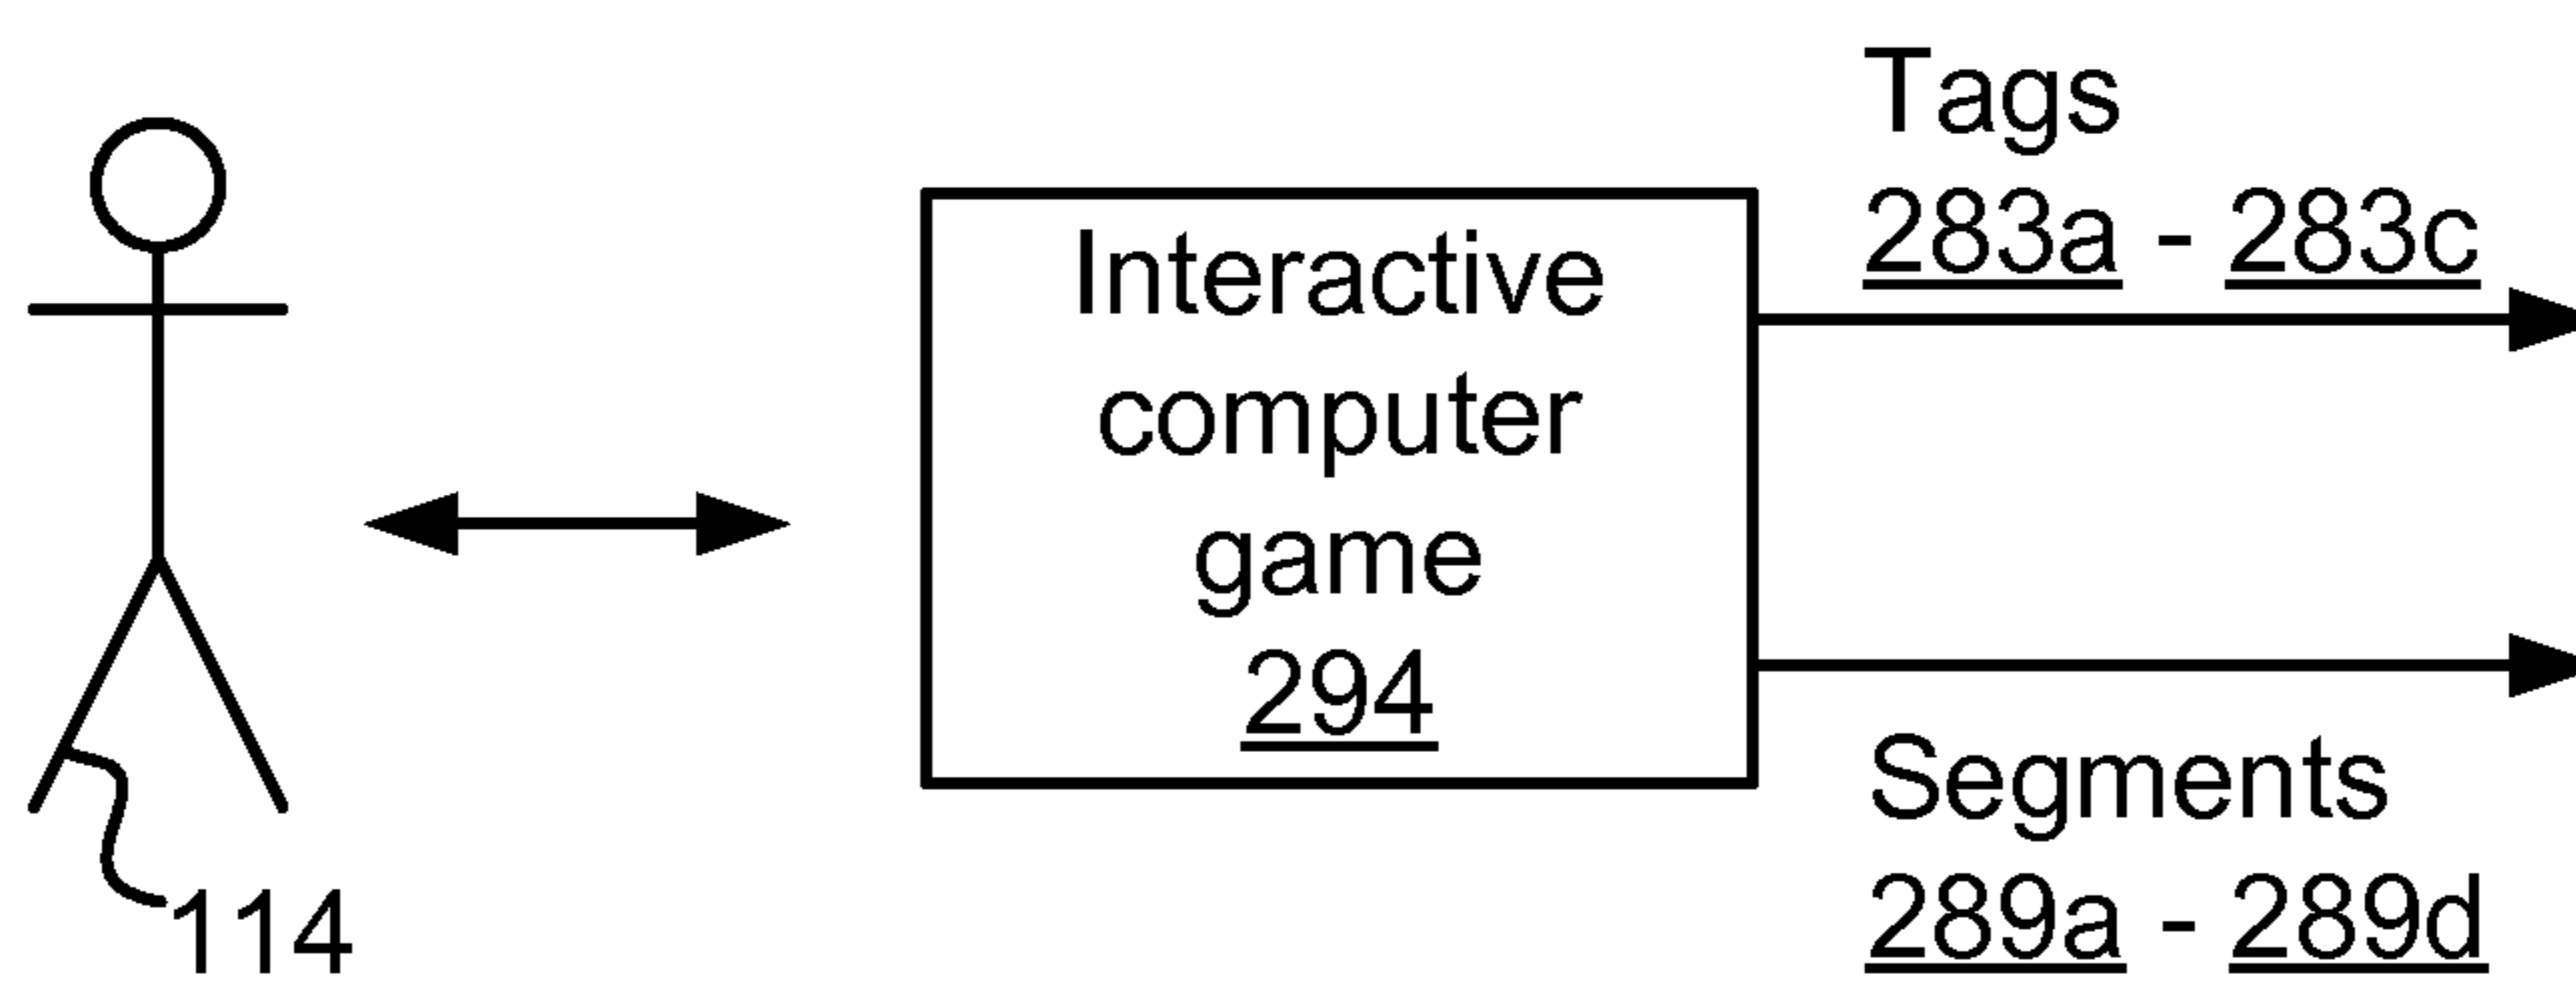 Tags
283a - 283c
Interactive
computer
game
294
Segments
289a - 289d
114